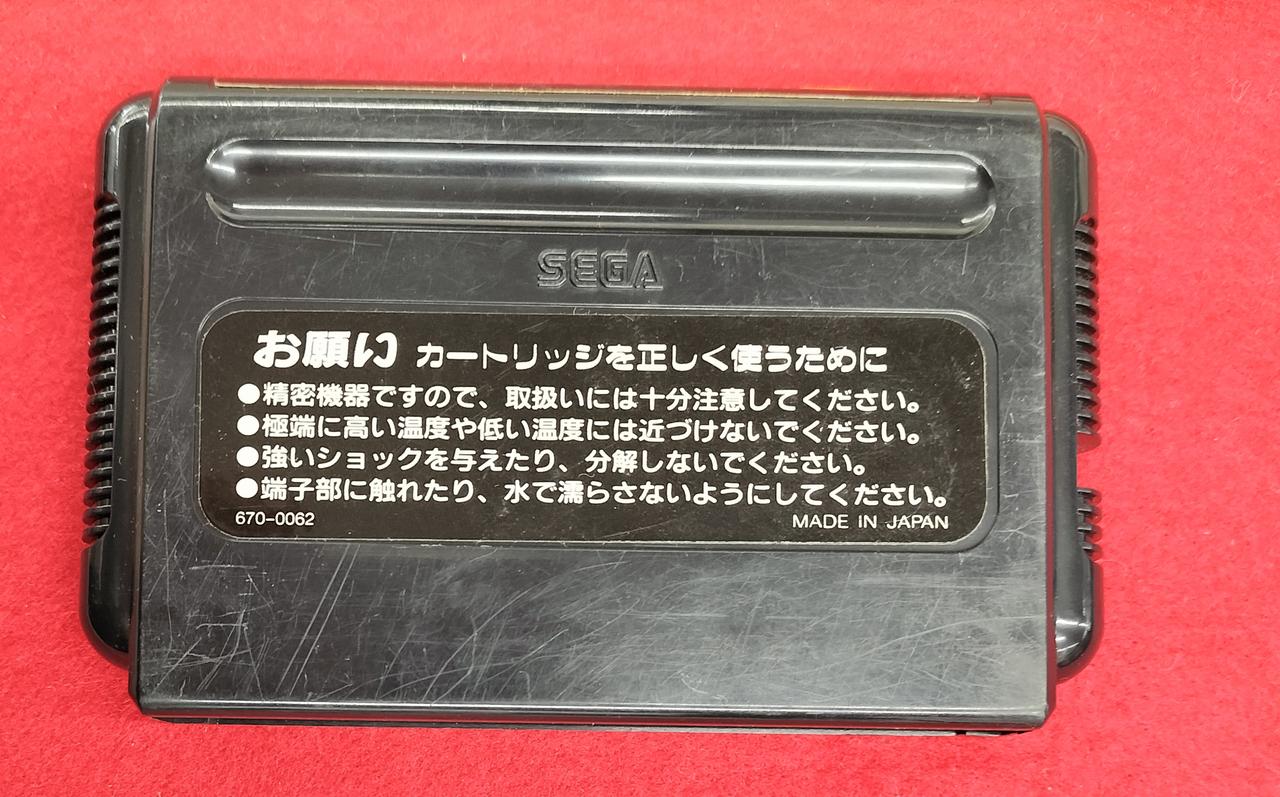 SEGA
お願い カートリッジを正しく使うために
●精密機器ですので、取扱いには十分注意してください。
●極端に高い温度や低い温度には近づけないでください。
●強いショックを与えたり、分解しないでください。
●端子部に触れたり、水で濡らさないようにしてください。
670-0062 MADE IN JAPAN